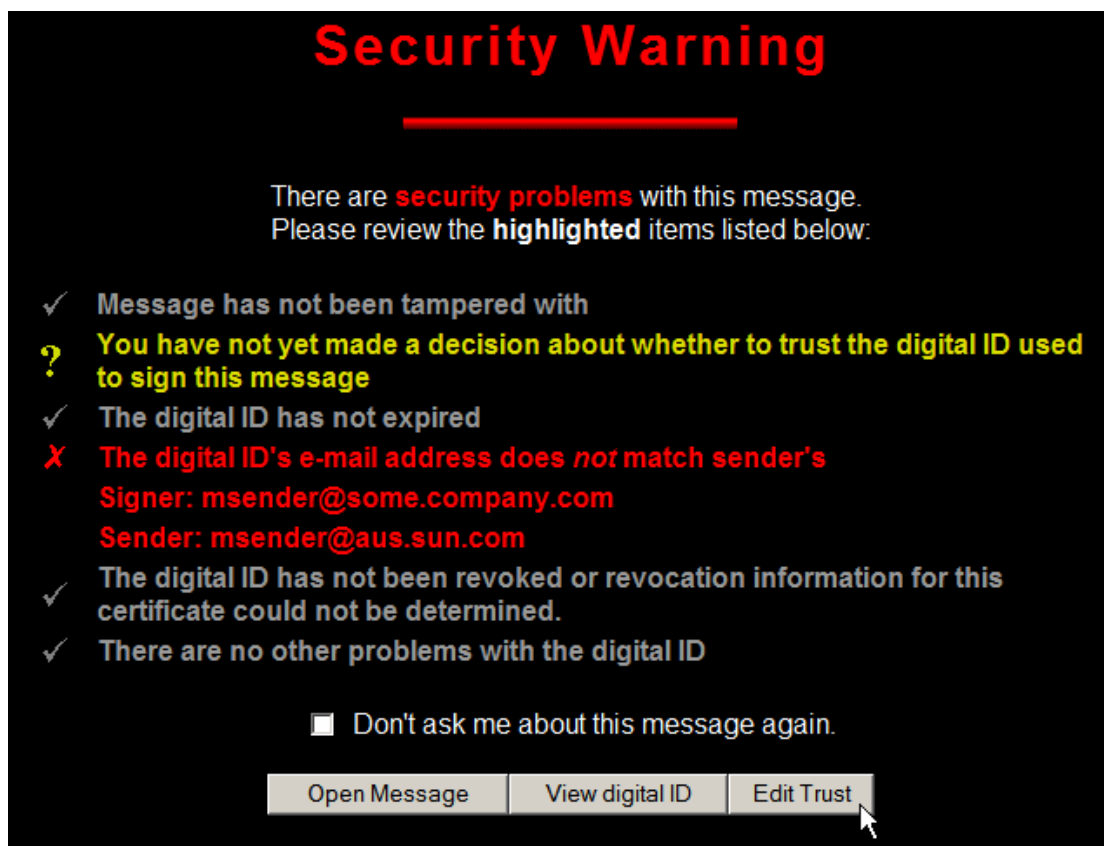 Security Warning
There are security problems with this message.
Please review the highlighted items listed below:
✓ Message has not been tampered with
? You have not yet made a decision about whether to trust the digital ID used
to sign this message
✓ The digital ID has not expired
✗ The digital ID's e-mail address does not match sender's
Signer: msender@some.company.com
Sender: msender@aus.sun.com
✓ The digital ID has not been revoked or revocation information for this
certificate could not be determined.
✓ There are no other problems with the digital ID
Don't ask me about this message again.
Open Message View digital ID Edit Trust